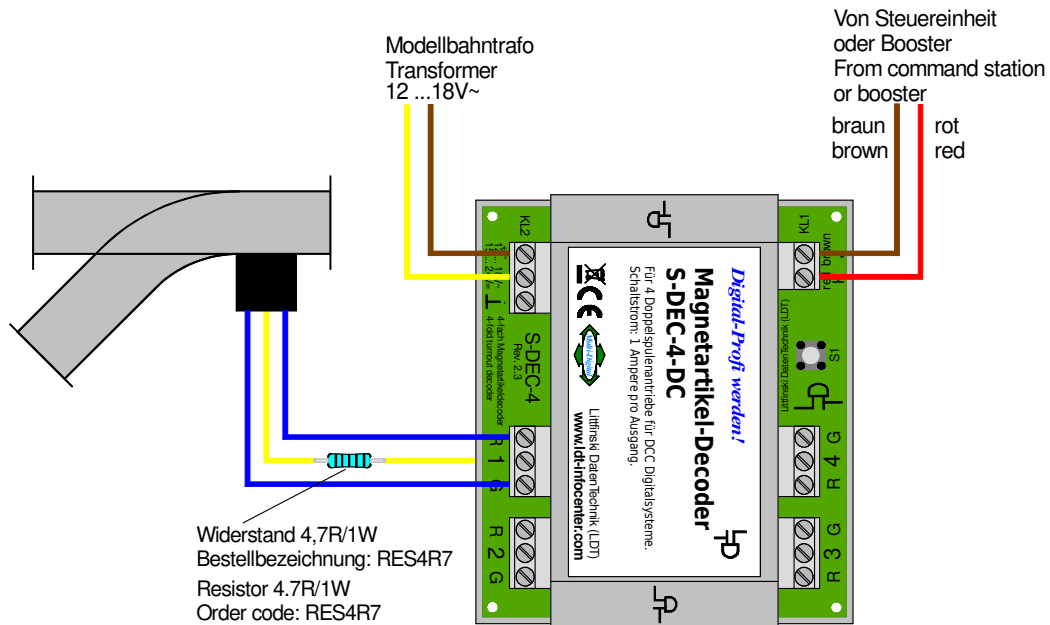 Modellbahntrafo
Transformer
12 ...18V~
Von Steuereinheit
oder Booster
From command station
or booster
braun rot
brown red
KL2
KL1
S-DEC-4
Rev. 2.3
4-fach Magnetartikeldecoder
4-fold turnout decoder
R 1 G
R 2 G
Digital-Profi werden!
Magnetartikel-Decoder
S-DEC-4-DC
Für 4 Doppelspulenantriebe für DCC Digitalsysteme.
Schaltstrom: 1 Ampere pro Ausgang.
CE
Multi-Digital
Littfinski DatenTechnik (LDT)
www.ldt-infocenter.com
red brown
Littfinski DatenTechnik (LDT)
S1
R 4 G
R 3 G
Widerstand 4,7R/1W
Bestellbezeichnung: RES4R7
Resistor 4.7R/1W
Order code: RES4R7